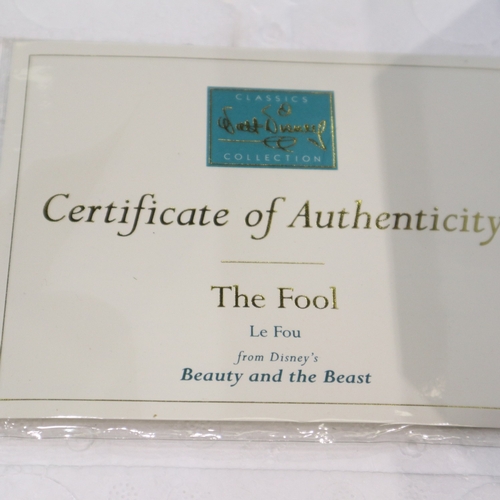 CLASSICS
Walt Disney
COLLECTION
Certificate of Authenticity
The Fool
Le Fou
from Disney's
Beauty and the Beast